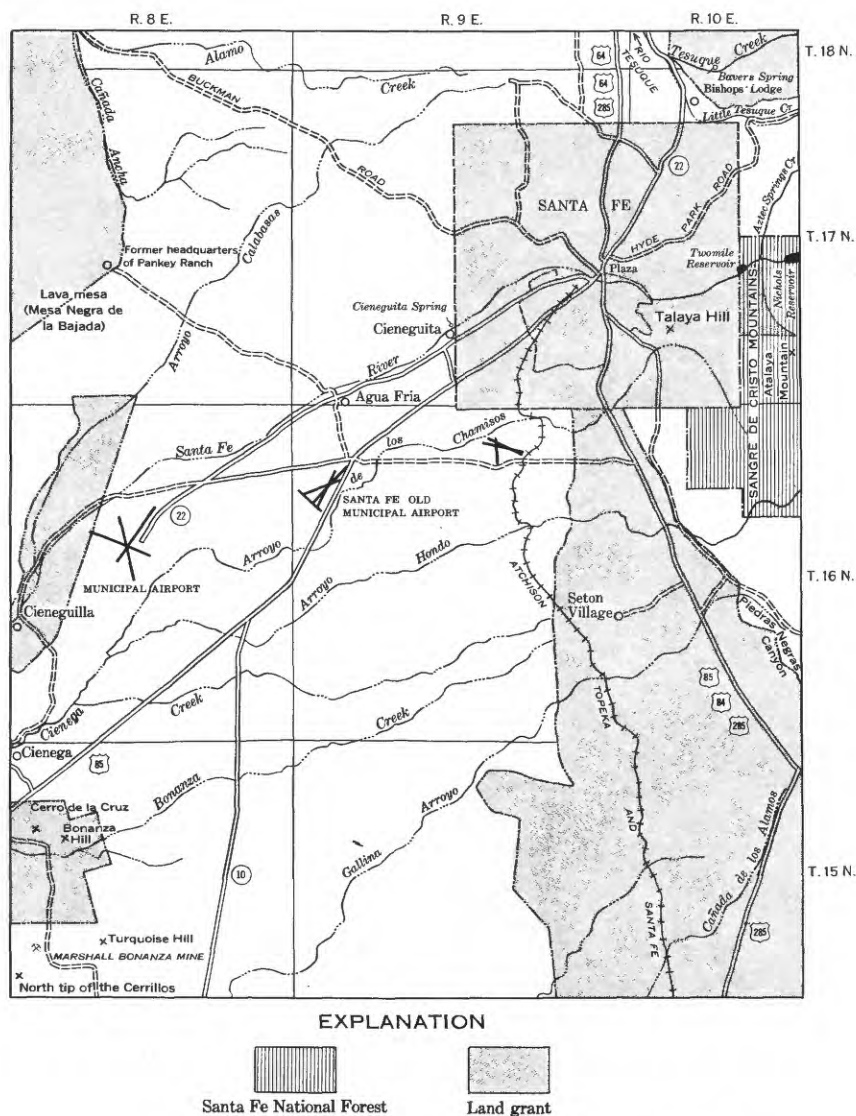 R. 8 E.
R. 9 E.
R. 10 E.
T. 18 N.
Alamo
Creek
64
64
285
RIO
TESUQUE
Tesuque Creek
Bavers Spring
Bishops Lodge
Little Tesuque Cr.
BUCKMAN
ROAD
Cañada
Ancha
22
SANTA FE
HYDE PARK ROAD
Aztec Springs Cr
T. 17 N.
Former headquarters
of Pankey Ranch
Calabasas
Arroyo
Lava mesa
(Mesa Negra de
la Bajada)
Plaza
Twomile
Reservoir
Nichols
Reservoir
Cieneguita Spring
Cieneguita
Talaya Hill
SANGRE DE CRISTO MOUNTAINS
Atalaya
Mountain
River
Agua Fria
Santa Fe
Arroyo de los Chamisos
SANTA FE OLD
MUNICIPAL AIRPORT
22
MUNICIPAL AIRPORT
Arroyo Hondo
T. 16 N.
Cieneguilla
ATCHISON
TOPEKA
AND
SANTA FE
Seton
Village
Piedras Negras
Canyon
85
84
285
Cienega
Creek
Cienega
85
Bonanza
Creek
Cerro de la Cruz
Bonanza
Hill
Gallina
Arroyo
Cañada de los Alamos
T. 15 N.
10
285
Turquoise Hill
MARSHALL BONANZA MINE
North tip of the Cerrillos
EXPLANATION
Santa Fe National Forest
Land grant